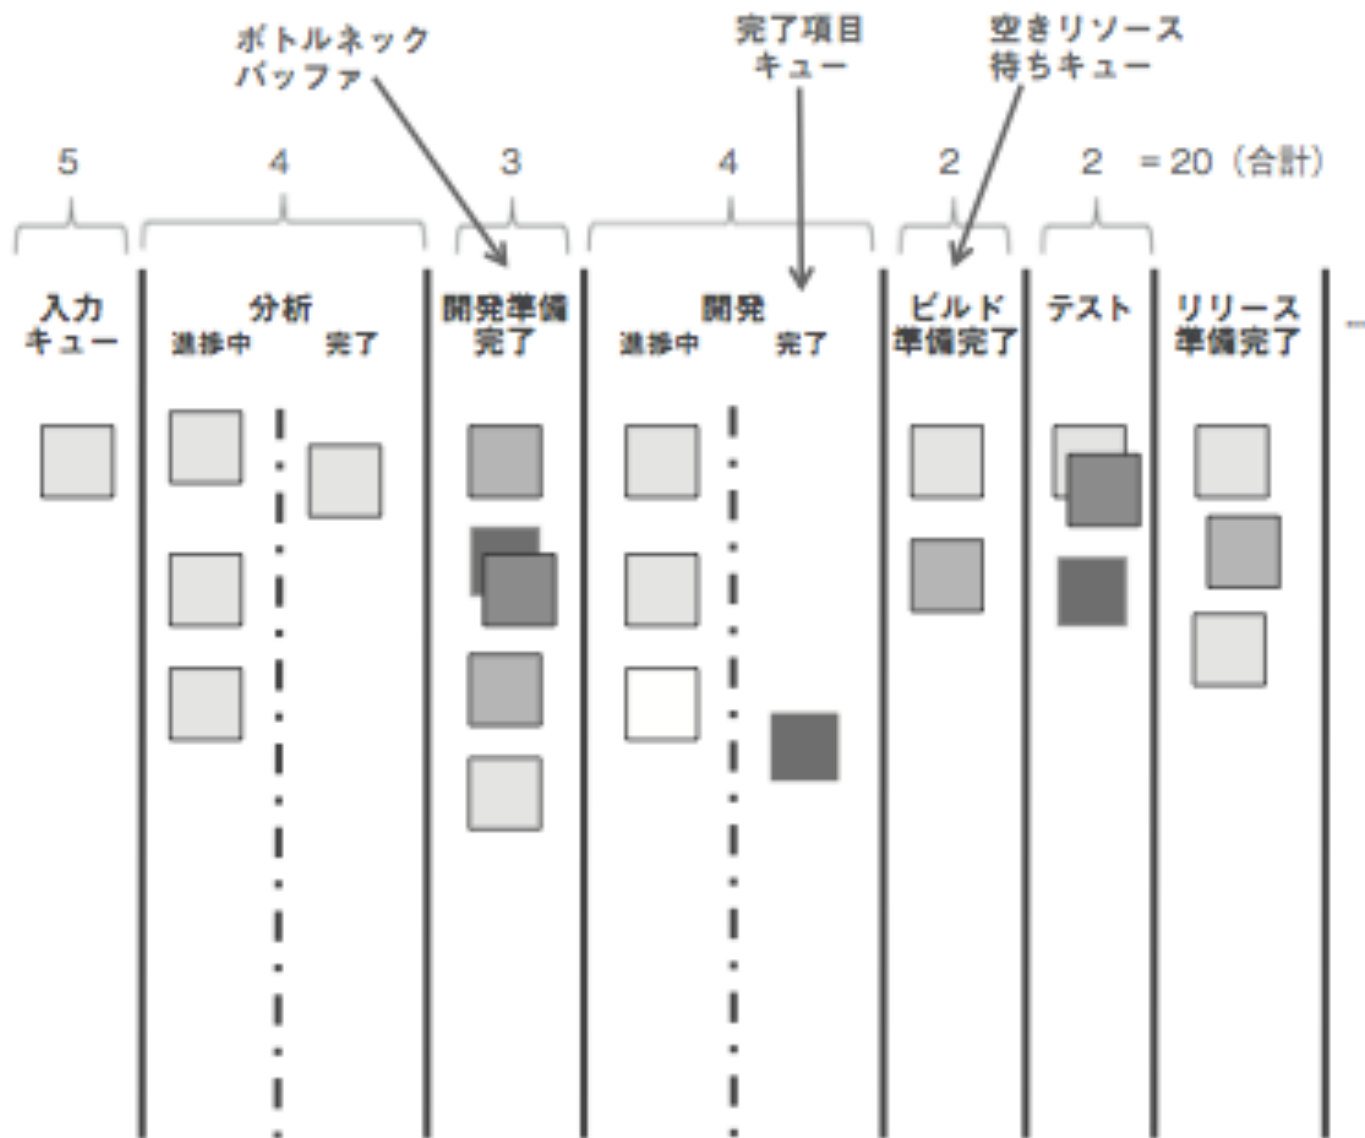 ボトルネック
バッファ
完了項目
キュー
空きリソース
待ちキュー
5
4
3
4
2
2 = 20（合計）
入力
キュー
分析
進捗中
完了
開発準備
完了
開発
進捗中
完了
ビルド
準備完了
テスト
リリース
準備完了